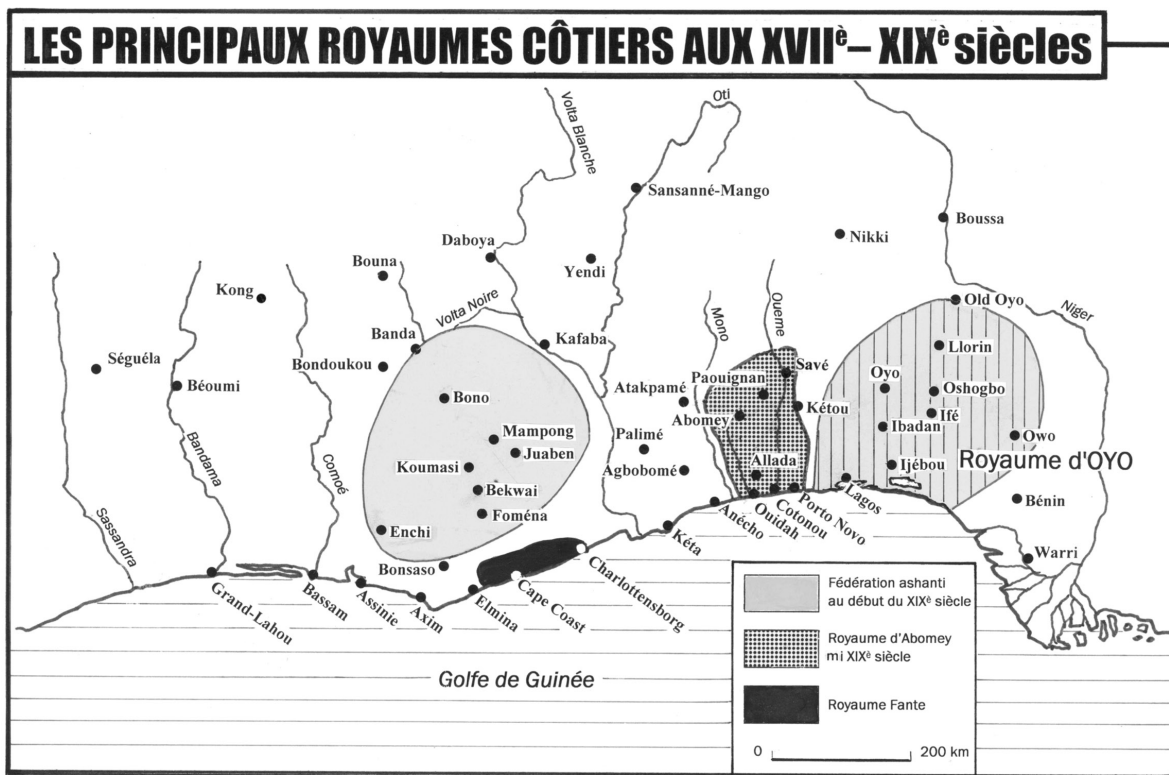 LES PRINCIPAUX ROYAUMES CÔTIERS AUX XVIIè – XIXè siècles
Volta Blanche
Oti
Sansanné-Mango
Boussa
Nikki
Daboya
Yendi
Bouna
Kong
Volta Noire
Mono
Oueme
Old Oyo
Niger
Banda
Kafaba
Llorin
Séguéla
Bondoukou
Savé
Béoumi
Paouignan
Oyo
Oshogbo
Bono
Atakpamé
Kétou
Abomey
Ifé
Ibadan
Mampong
Palimé
Owo
Juaben
Royaume d'OYO
Bandama
Comoé
Koumasi
Agbobomé
Allada
Ijébou
Bekwai
Lagos
Bénin
Foména
Anécho
Ouidah
Cotonou
Porto Novo
Sassandra
Enchi
Kéta
Warri
Bonsaso
Grand-Lahou
Bassam
Assinie
Axim
Elmina
Cape Coast
Charlottensborg
Golfe de Guinée
Fédération ashanti
au début du XIXè siècle
Royaume d'Abomey
mi XIXè siècle
Royaume Fante
0 200 km